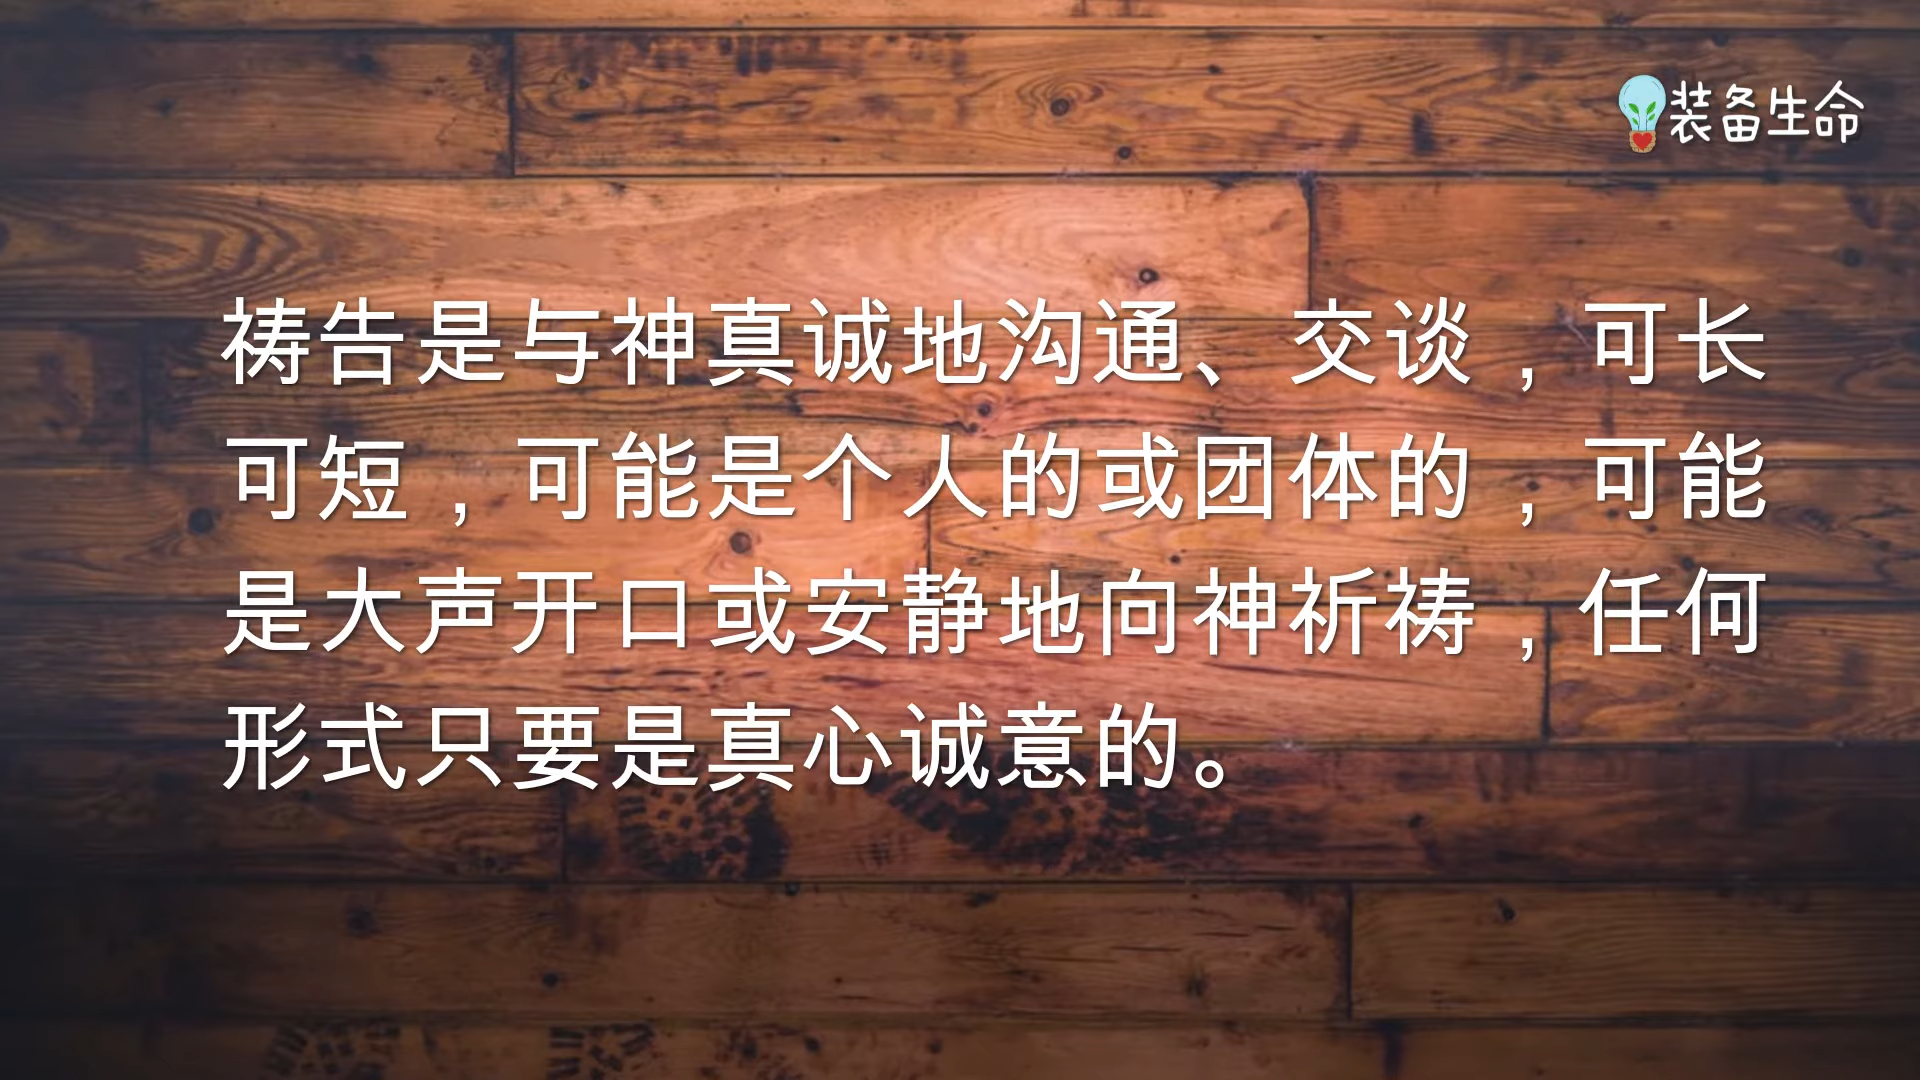 装备生命
祷告是与神真诚地沟通、交谈，可长
可短，可能是个人的或团体的，可能
是大声开口或安静地向神祈祷，任何
形式只要是真心诚意的。